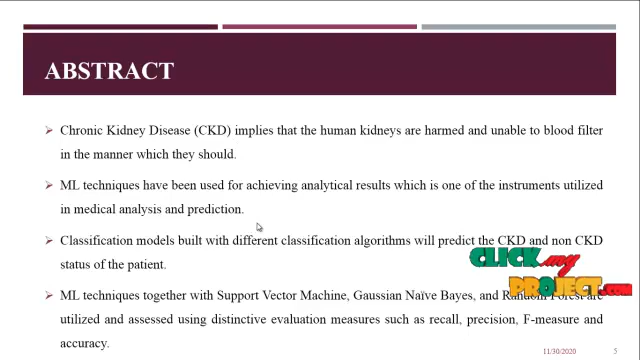 ABSTRACT
➢ Chronic Kidney Disease (CKD) implies that the human kidneys are harmed and unable to blood filter
in the manner which they should.
➢ ML techniques have been used for achieving analytical results which is one of the instruments utilized
in medical analysis and prediction.
➢ Classification models built with different classification algorithms will predict the CKD and non CKD
status of the patient.
CLICK my
PROJECT.COM
➢ ML techniques together with Support Vector Machine, Gaussian Naïve Bayes, and Random Forest are
utilized and assessed using distinctive evaluation measures such as recall, precision, F-measure and
accuracy.
11/30/2020 5